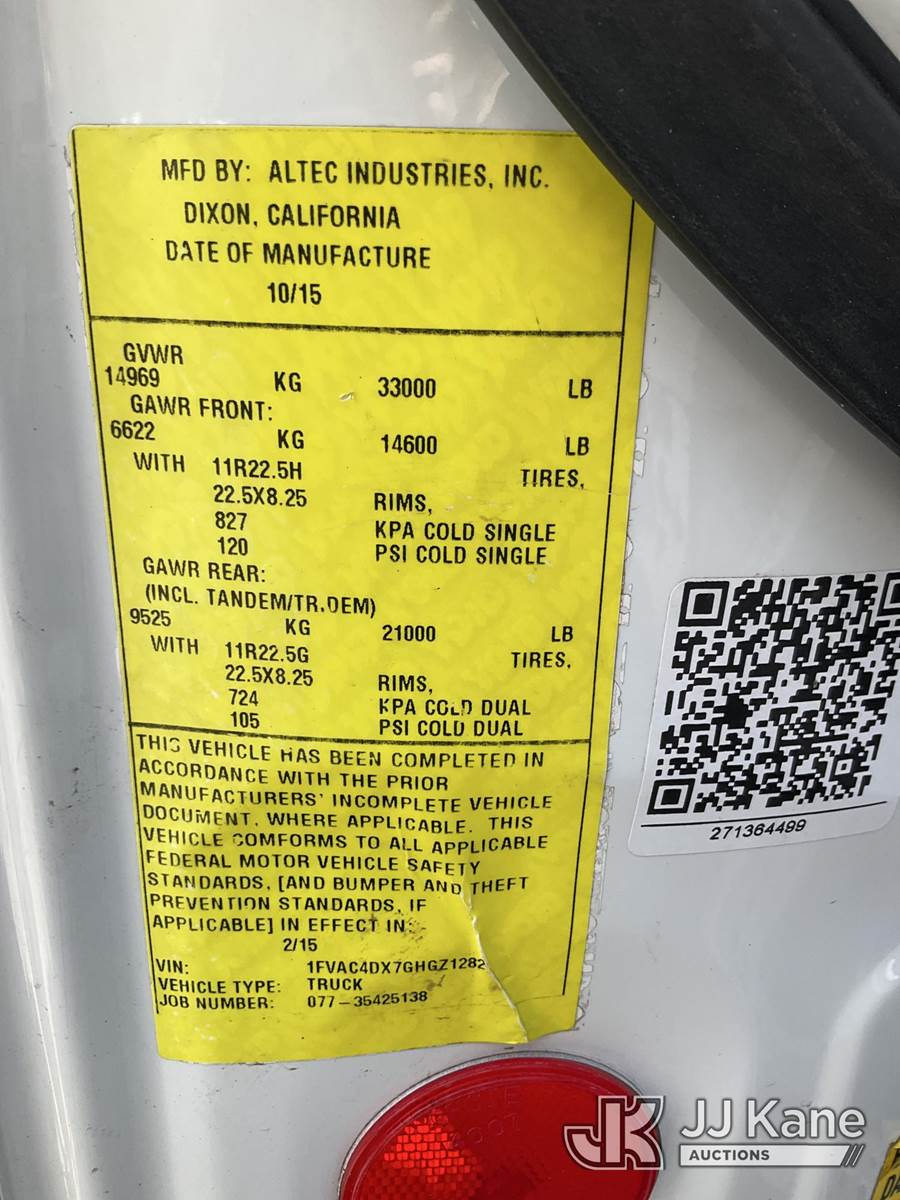 MFD BY: ALTEC INDUSTRIES, INC.
DIXON, CALIFORNIA
DATE OF MANUFACTURE
10/15
GVWR
14969 KG 33000 LB
GAWR FRONT:
6622 KG 14600 LB
WITH 11R22.5H TIRES,
22.5X8.25 RIMS,
827 KPA COLD SINGLE
120 PSI COLD SINGLE
GAWR REAR:
(INCL. TANDEM/TR.DEM)
9525 KG 21000 LB
WITH 11R22.5G TIRES,
22.5X8.25 RIMS,
724 KPA COLD DUAL
105 PSI COLD DUAL
THIS VEHICLE HAS BEEN COMPLETED IN
ACCORDANCE WITH THE PRIOR
MANUFACTURERS' INCOMPLETE VEHICLE
DOCUMENT, WHERE APPLICABLE. THIS
VEHICLE COMFORMS TO ALL APPLICABLE
FEDERAL MOTOR VEHICLE SAFETY
STANDARDS, [AND BUMPER AND THEFT
PREVENTION STANDARDS, IF
APPLICABLE] IN EFFECT IN:
2/15
VIN: 1FVAC4DX7GHGZ1282
VEHICLE TYPE: TRUCK
JOB NUMBER: 077-35425138
271364499
JK JJ Kane
AUCTIONS